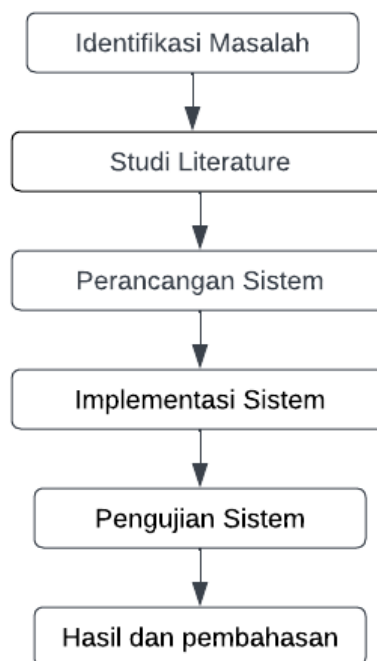 Identifikasi Masalah
Studi Literature
Perancangan Sistem
Implementasi Sistem
Pengujian Sistem
Hasil dan pembahasan